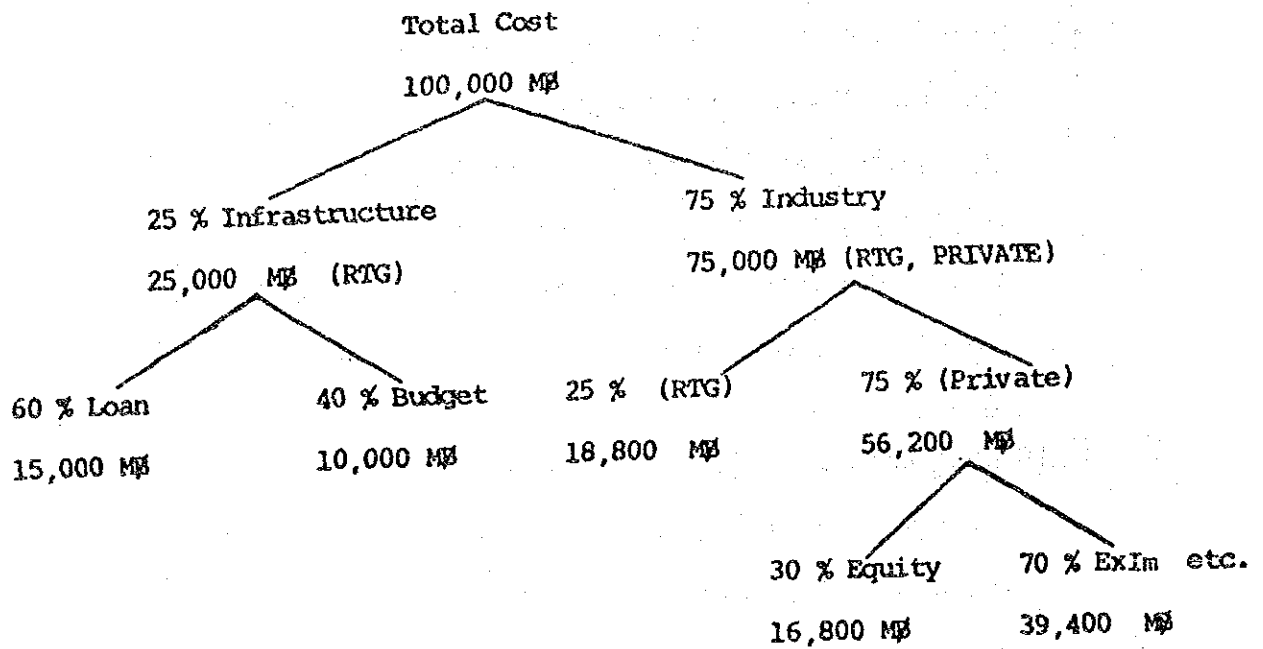 Total Cost
100,000 M฿
25 % Infrastructure
25,000 M฿ (RTG)
75 % Industry
75,000 M฿ (RTG, PRIVATE)
60 % Loan
15,000 M฿
40 % Budget
10,000 M฿
25 % (RTG)
18,800 M฿
75 % (Private)
56,200 M฿
30 % Equity
16,800 M฿
70 % ExIm etc.
39,400 M฿